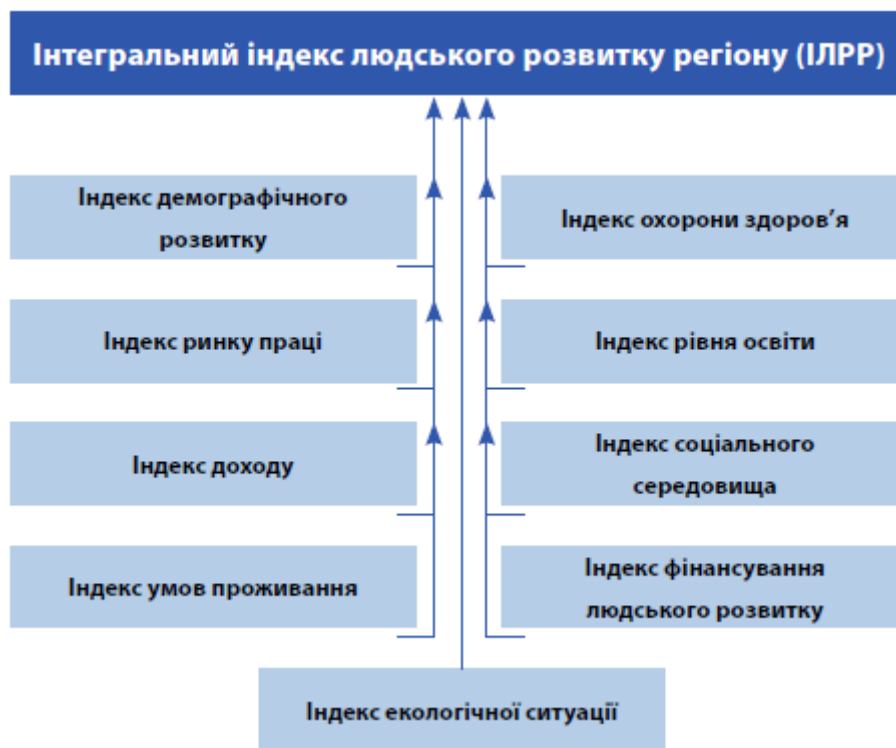 Інтегральний індекс людського розвитку регіону (ІЛРР)
Індекс демографічного
розвитку
Індекс охорони здоров’я
Індекс ринку праці
Індекс рівня освіти
Індекс доходу
Індекс соціального
середовища
Індекс умов проживання
Індекс фінансування
людського розвитку
Індекс екологічної ситуації